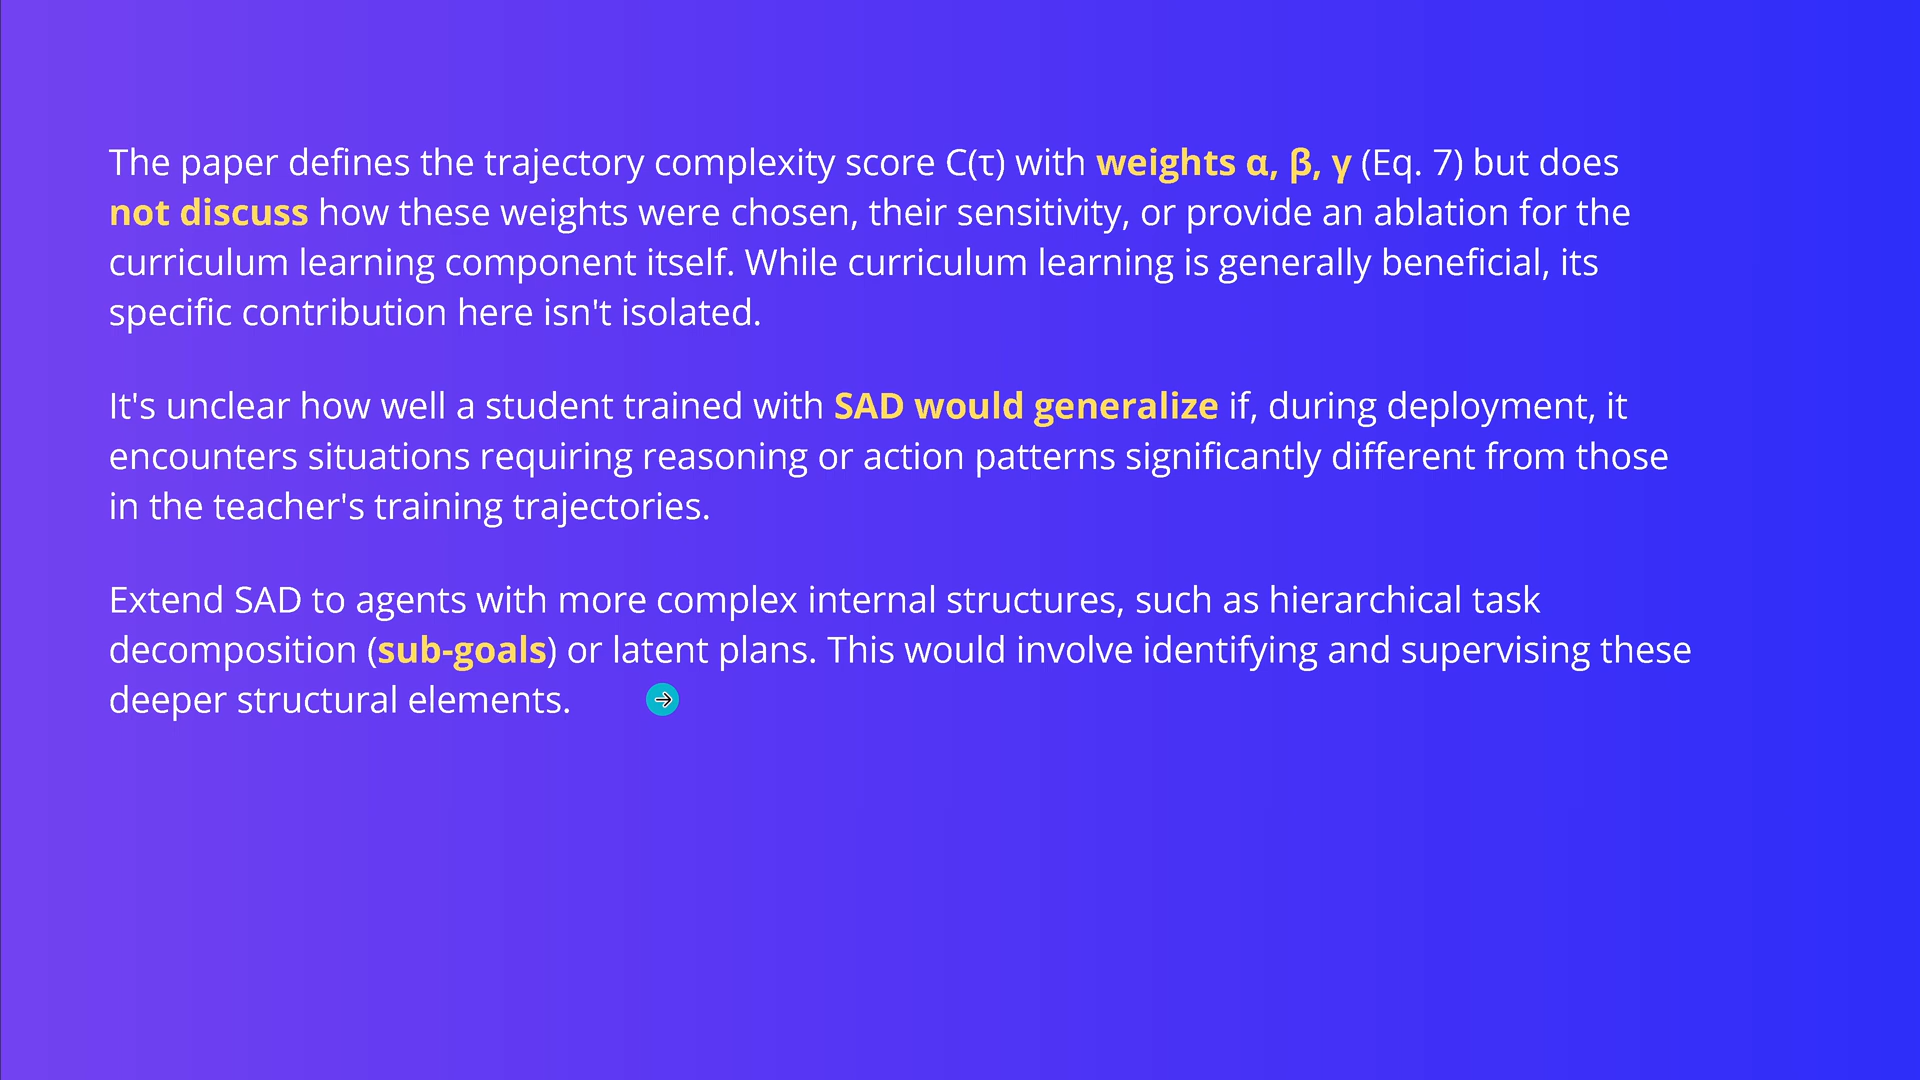 The paper defines the trajectory complexity score C(τ) with weights α, β, γ (Eq. 7) but does
not discuss how these weights were chosen, their sensitivity, or provide an ablation for the
curriculum learning component itself. While curriculum learning is generally beneficial, its
specific contribution here isn't isolated.
It's unclear how well a student trained with SAD would generalize if, during deployment, it
encounters situations requiring reasoning or action patterns significantly different from those
in the teacher's training trajectories.
Extend SAD to agents with more complex internal structures, such as hierarchical task
decomposition (sub-goals) or latent plans. This would involve identifying and supervising these
deeper structural elements.